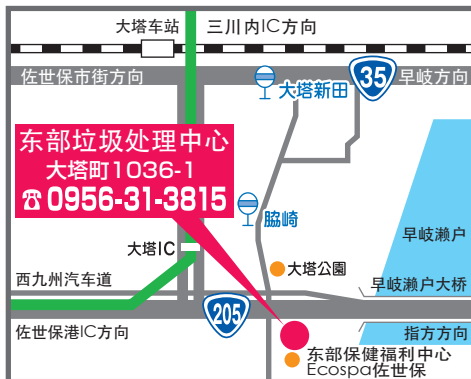 大塔车站
三川内IC方向
佐世保市街方向
35
早岐方向
大塔新田
东部垃圾处理中心
大塔町1036-1
☎ 0956-31-3815
脇崎
早岐濑户
大塔IC
大塔公園
西九州汽车道
早岐濑户大桥
205
佐世保港IC方向
指方方向
东部保健福利中心
Ecospa佐世保